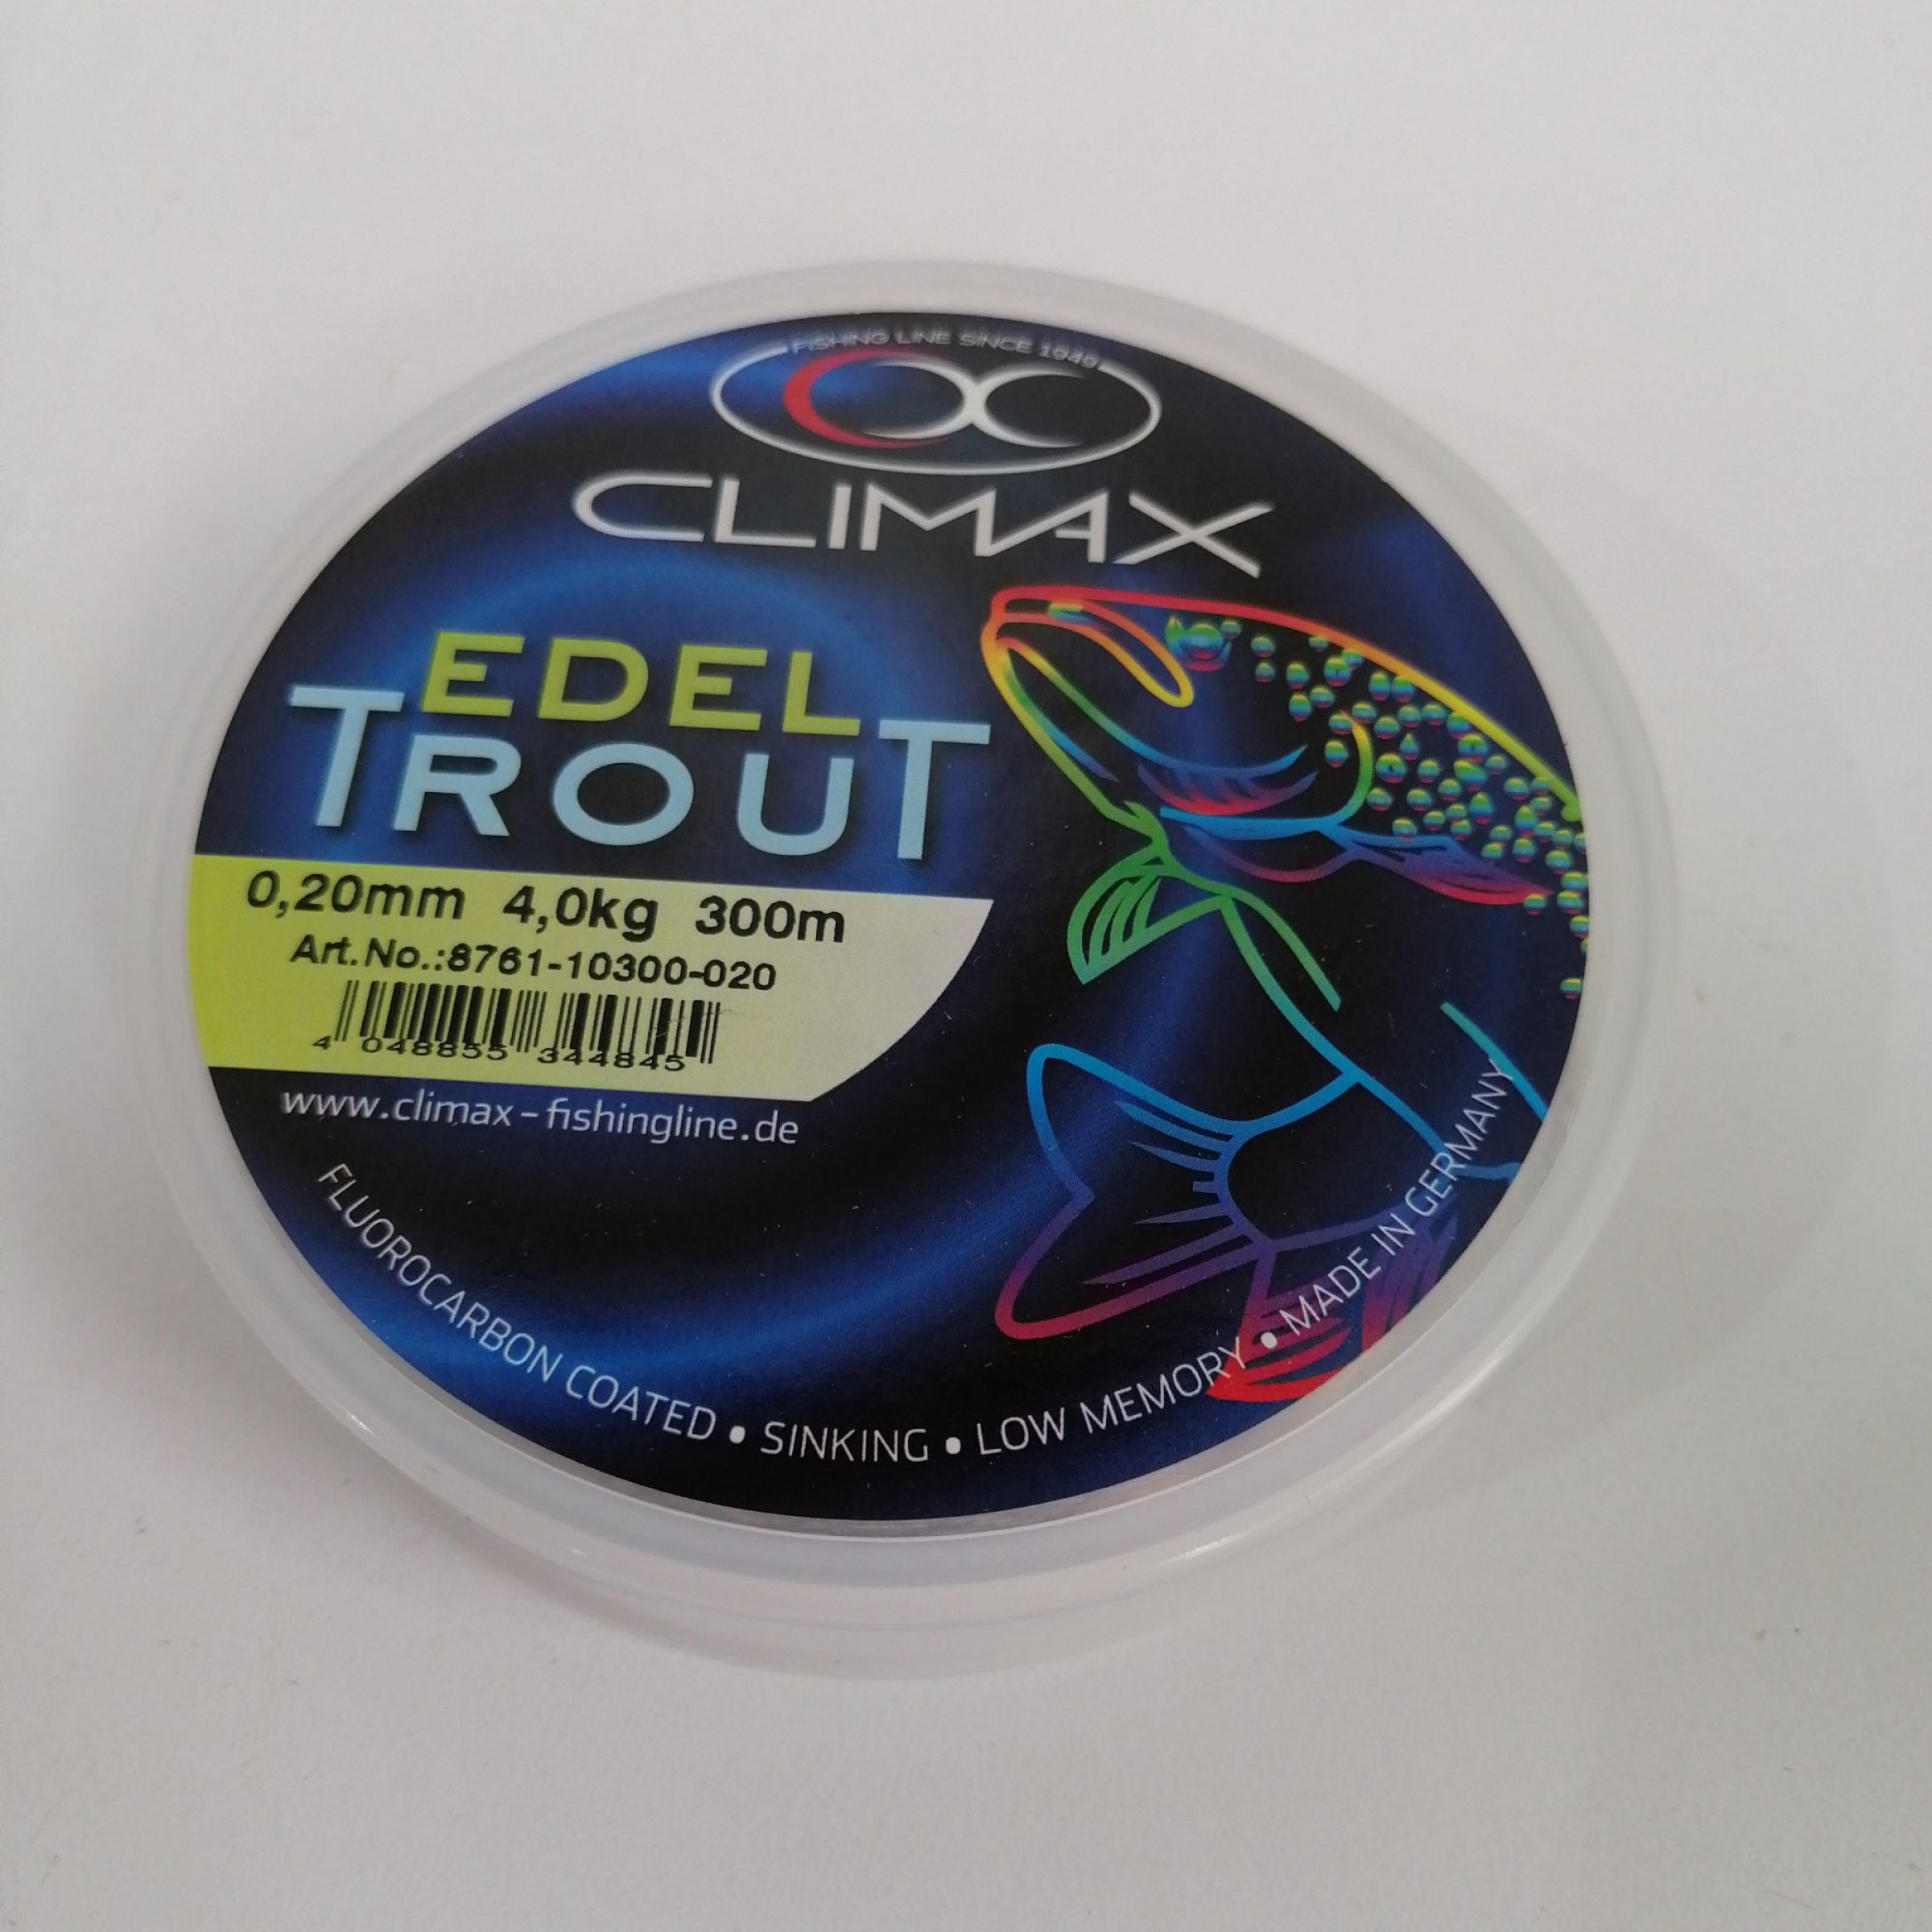 FISHING LINE SINCE 1949
CLIMAX
EDEL
TROUT
0,20mm 4,0kg 300m
Art.No.:8761-10300-020
4 048855 344845
www.climax-fishingline.de
FLUOROCARBON COATED • SINKING • LOW MEMORY • MADE IN GERMANY